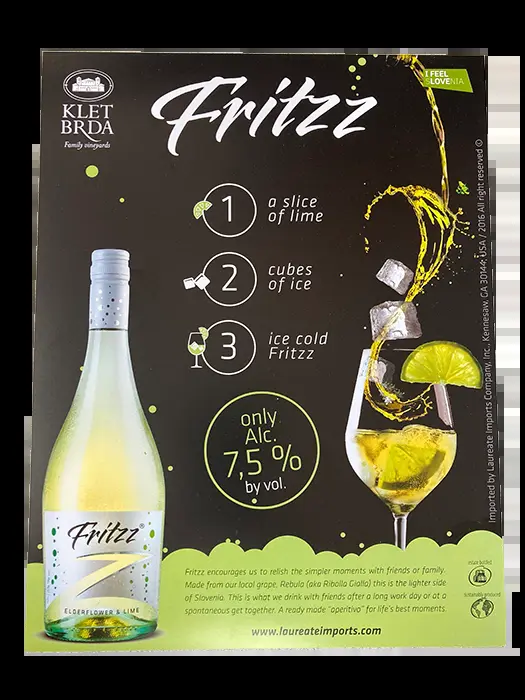 KLET
BRDA
Family vineyards
Fritzz
I FEEL
SLOVENIA
1 a slice
of lime
2 cubes
of ice
3 ice cold
Fritzz
only
Alc.
7,5 %
by vol.
Fritzz®
ELDERFLOWER & LIME
Fritzz encourages us to relish the simpler moments with friends or family.
Made from our local grape, Rebula (aka Ribolla Gialla) this is the lighter side
of Slovenia. This is what we drink with friends after a long work day or at a
spontaneous get together. A ready made "aperitivo" for life's best moments.
www.laureateimports.com
estate bottled
sustainably produced
Imported by Laureate Imports Company, Inc., Kennesaw, GA 30144, USA / 2016 All right reserved ©